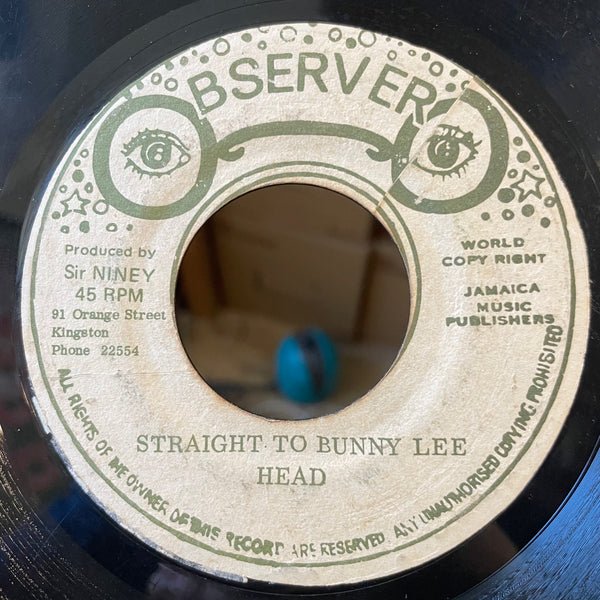 OBSERVER
Produced by
Sir NINEY
45 RPM
91 Orange Street
Kingston
Phone 22554
WORLD
COPY RIGHT
JAMAICA
MUSIC
PUBLISHERS
STRAIGHT TO BUNNY LEE
HEAD
ALL RIGHTS OF THE OWNER OF THIS RECORD ARE RESERVED ANY UNAUTHORISED COPYING PROHIBITED